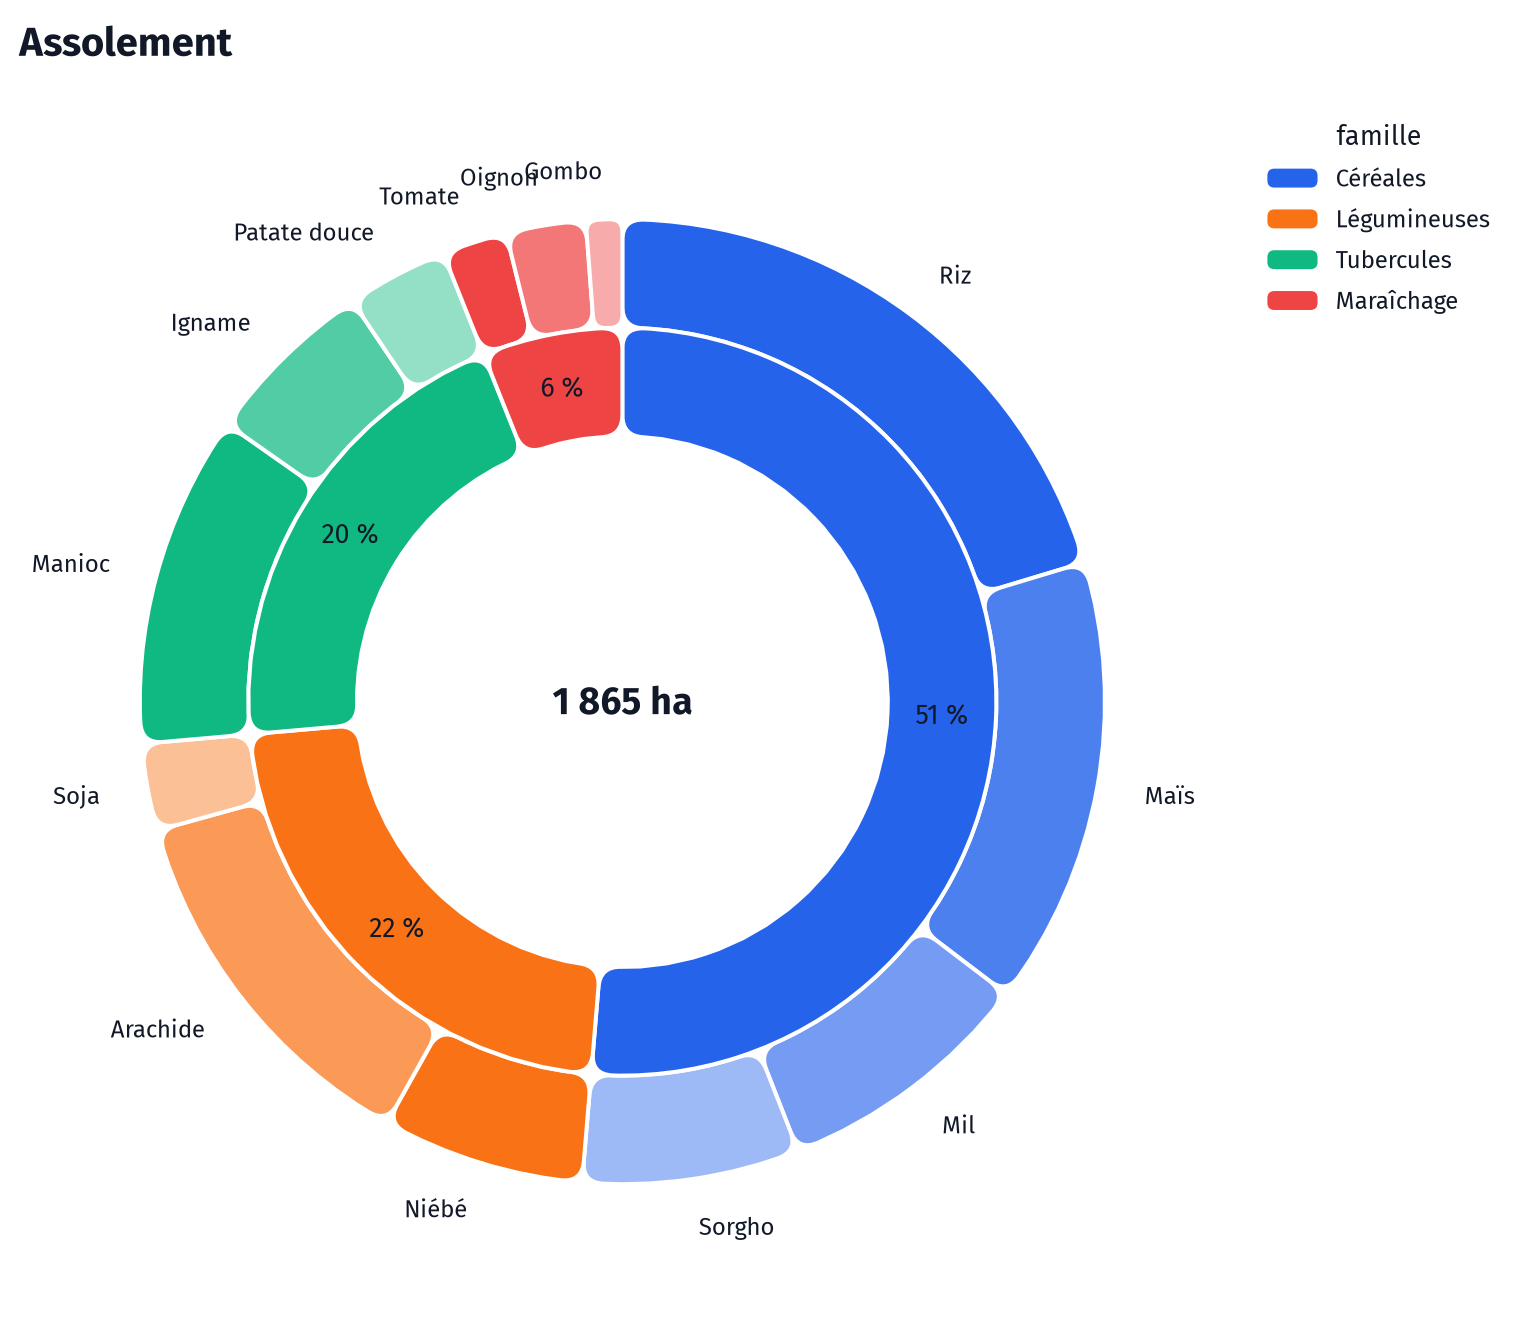 Assolement
famille
Céréales
Légumineuses
Tubercules
Maraîchage
Gombo
Oignon
Tomate
Patate douce
Igname
Manioc
Soja
Arachide
Niébé
Sorgho
Mil
Maïs
Riz
6 %
20 %
22 %
51 %
1 865 ha